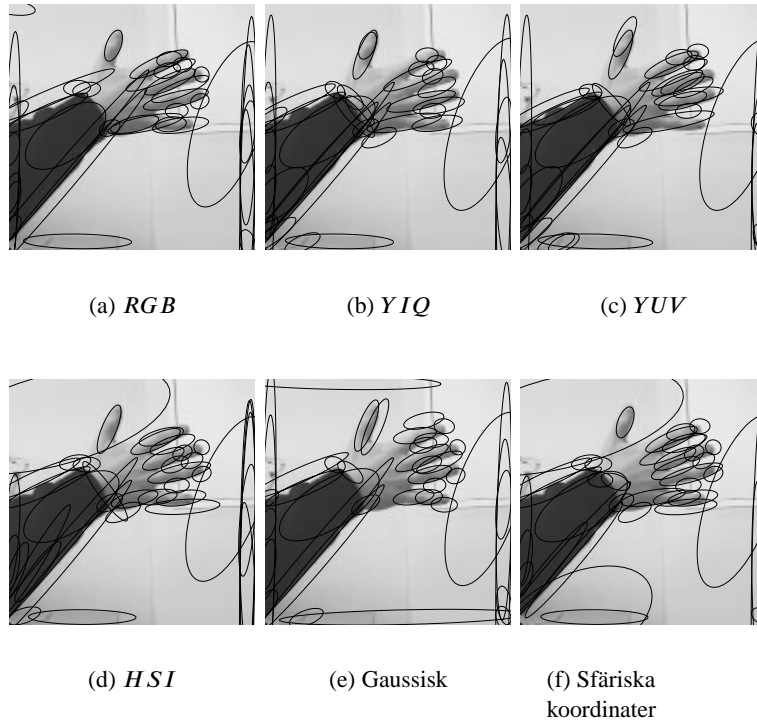 (a) RGB
(b) YIQ
(c) YUV
(d) HSI
(e) Gaussisk
(f) Sfäriska
koordinater